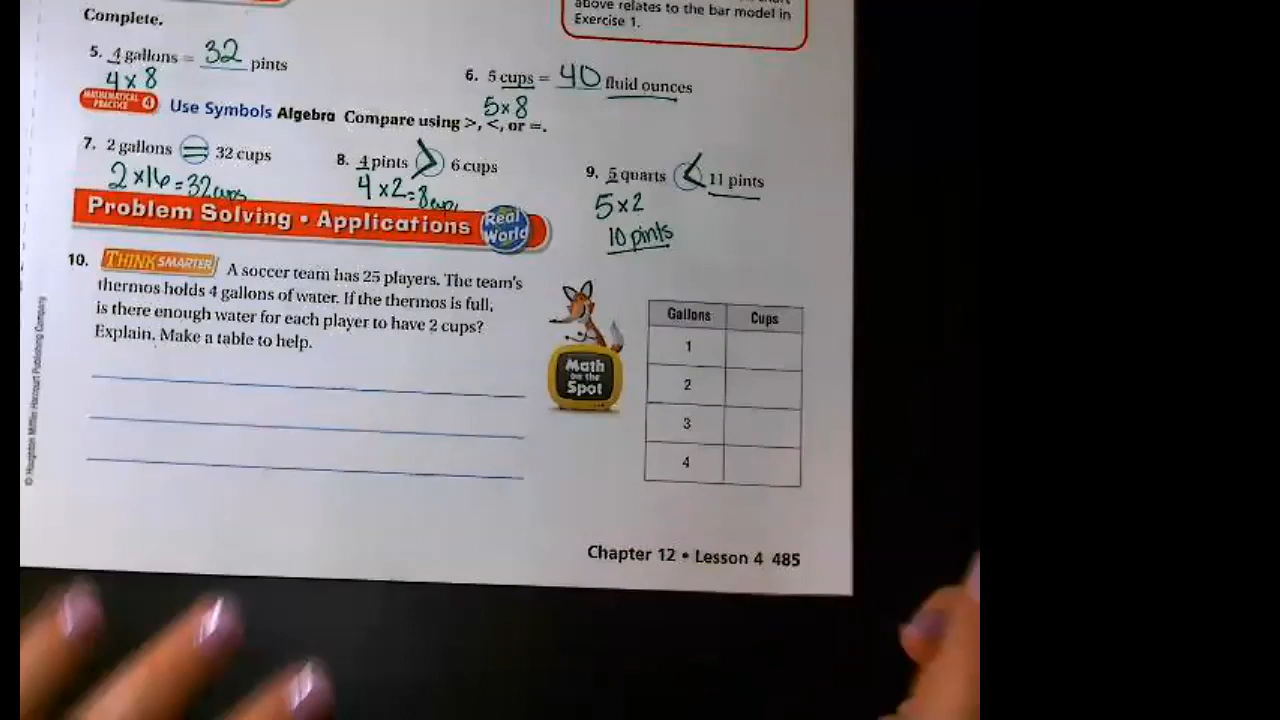 above relates to the bar model in
Exercise 1.
Complete.
5. 4 gallons = 32 pints
4 x 8
6. 5 cups = 40 fluid ounces
5 x 8
MATHEMATICAL PRACTICE 4 Use Symbols Algebra Compare using >, <, or =.
7. 2 gallons = 32 cups
2 x 16 = 32 cups
8. 4 pints > 6 cups
4 x 2 = 8 cups
9. 5 quarts < 11 pints
5 x 2
10 pints
Problem Solving • Applications Real World
10. THINK SMARTER A soccer team has 25 players. The team's
thermos holds 4 gallons of water. If the thermos is full,
is there enough water for each player to have 2 cups?
Explain. Make a table to help.
Math
on the
Spot
Gallons Cups
1
2
3
4
© Houghton Mifflin Harcourt Publishing Company
Chapter 12 • Lesson 4 485